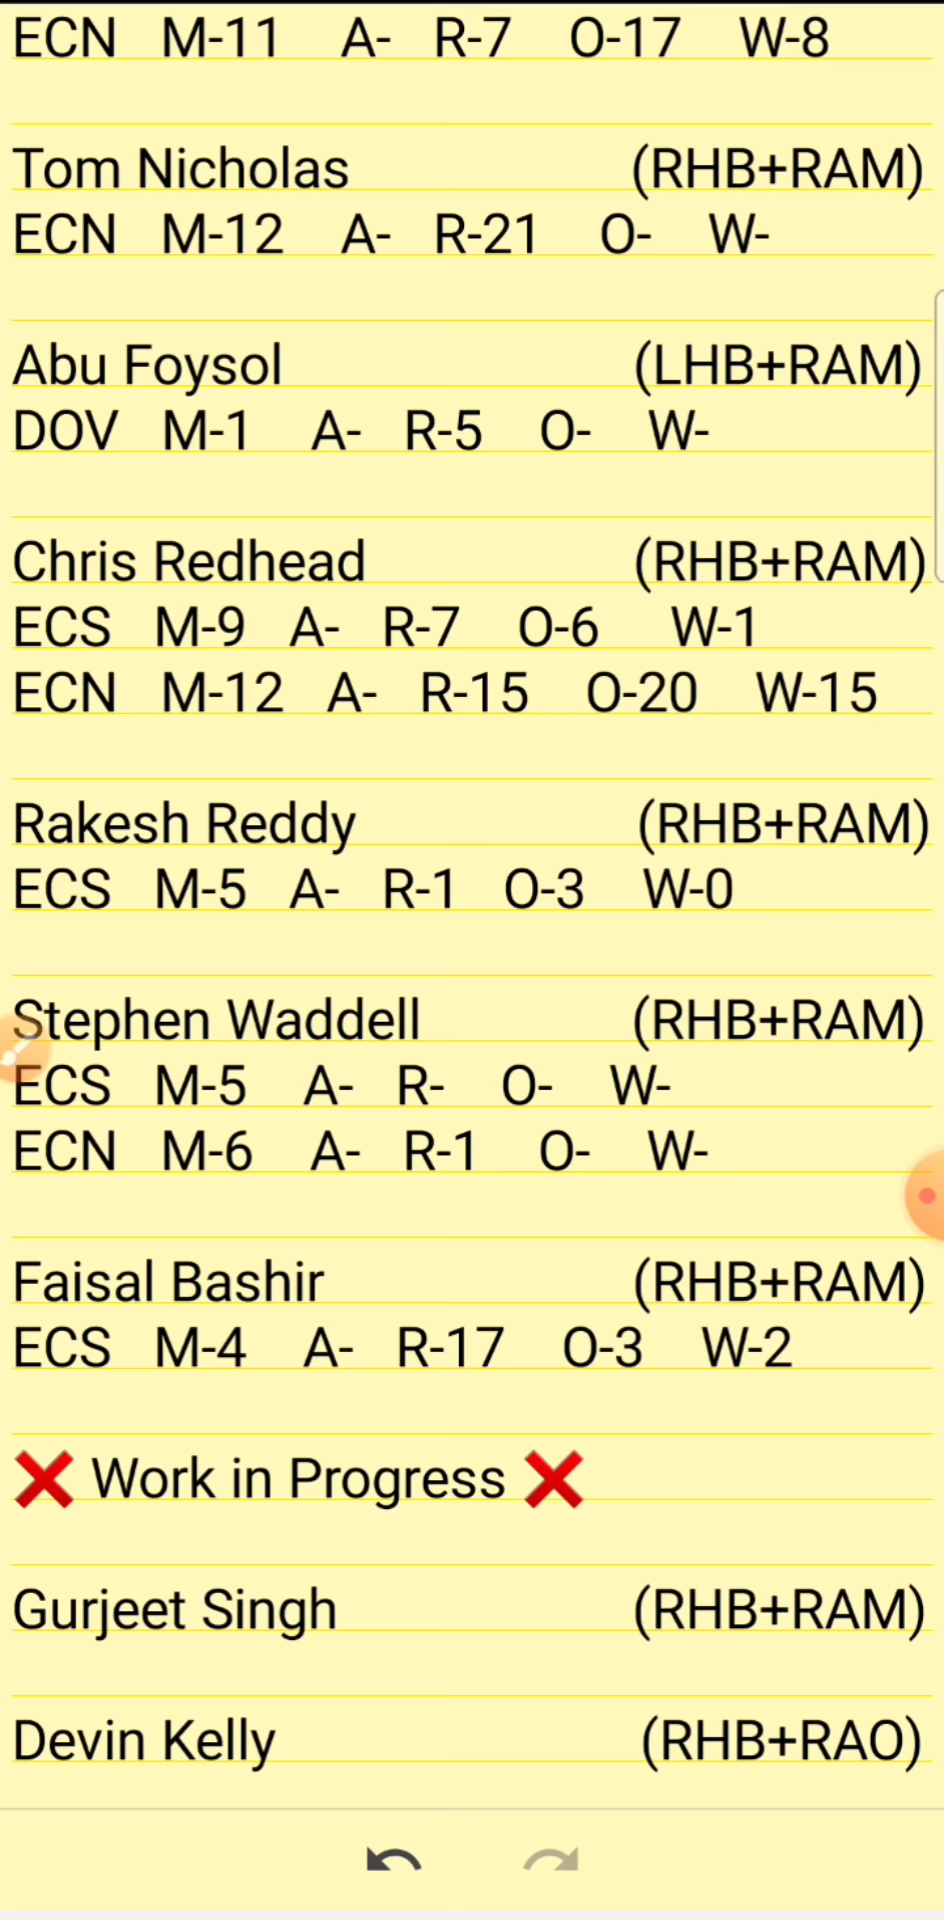 ECN M-11 A- R-7 O-17 W-8
Tom Nicholas (RHB+RAM)
ECN M-12 A- R-21 O- W-
Abu Foysol (LHB+RAM)
DOV M-1 A- R-5 O- W-
Chris Redhead (RHB+RAM)
ECS M-9 A- R-7 O-6 W-1
ECN M-12 A- R-15 O-20 W-15
Rakesh Reddy (RHB+RAM)
ECS M-5 A- R-1 O-3 W-0
Stephen Waddell (RHB+RAM)
ECS M-5 A- R- O- W-
ECN M-6 A- R-1 O- W-
Faisal Bashir (RHB+RAM)
ECS M-4 A- R-17 O-3 W-2
❌ Work in Progress ❌
Gurjeet Singh (RHB+RAM)
Devin Kelly (RHB+RAO)